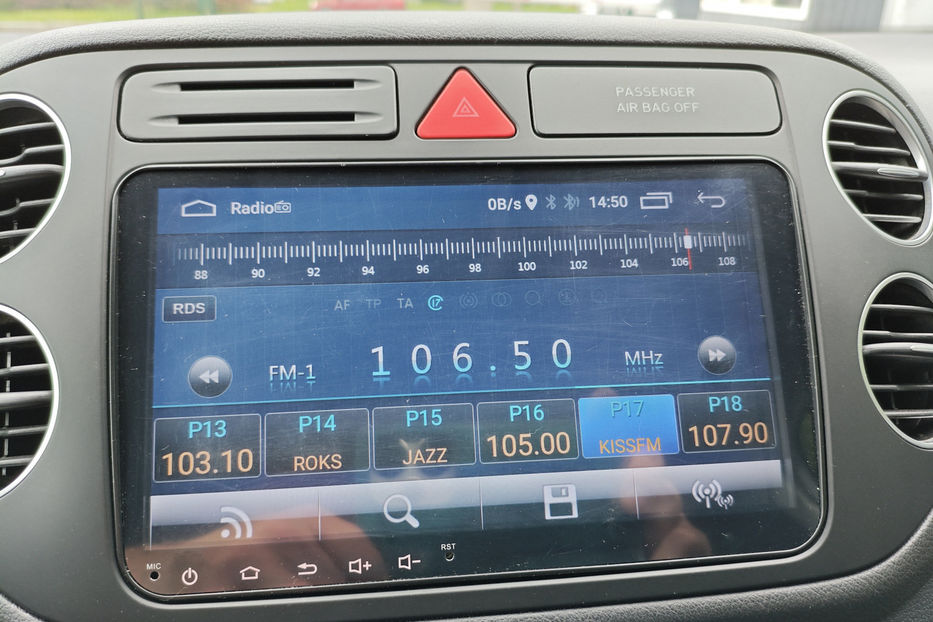 PASSENGER
AIR BAG OFF
Radio 0B/s 14:50
88 90 92 94 96 98 100 102 104 106 108
RDS AF TP TA
FM-1 106.50 MHz
P13 P14 P15 P16 P17 P18
103.10 ROKS JAZZ 105.00 KISSFM 107.90
MIC RST